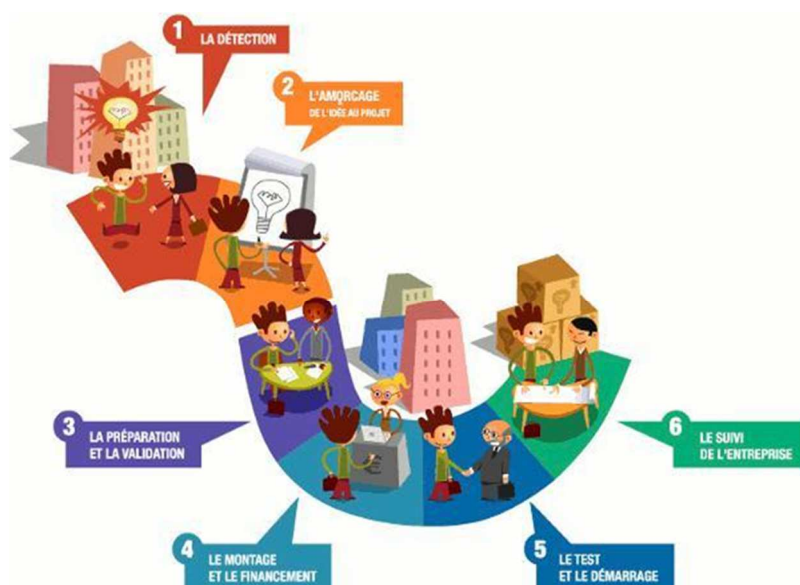 1 LA DÉTECTION
2 L'AMORCAGE
DE L'IDÉE AU PROJET
3 LA PRÉPARATION
ET LA VALIDATION
4 LE MONTAGE
ET LE FINANCEMENT
€
5 LE TEST
ET LE DÉMARRAGE
6 LE SUIVI
DE L'ENTREPRISE